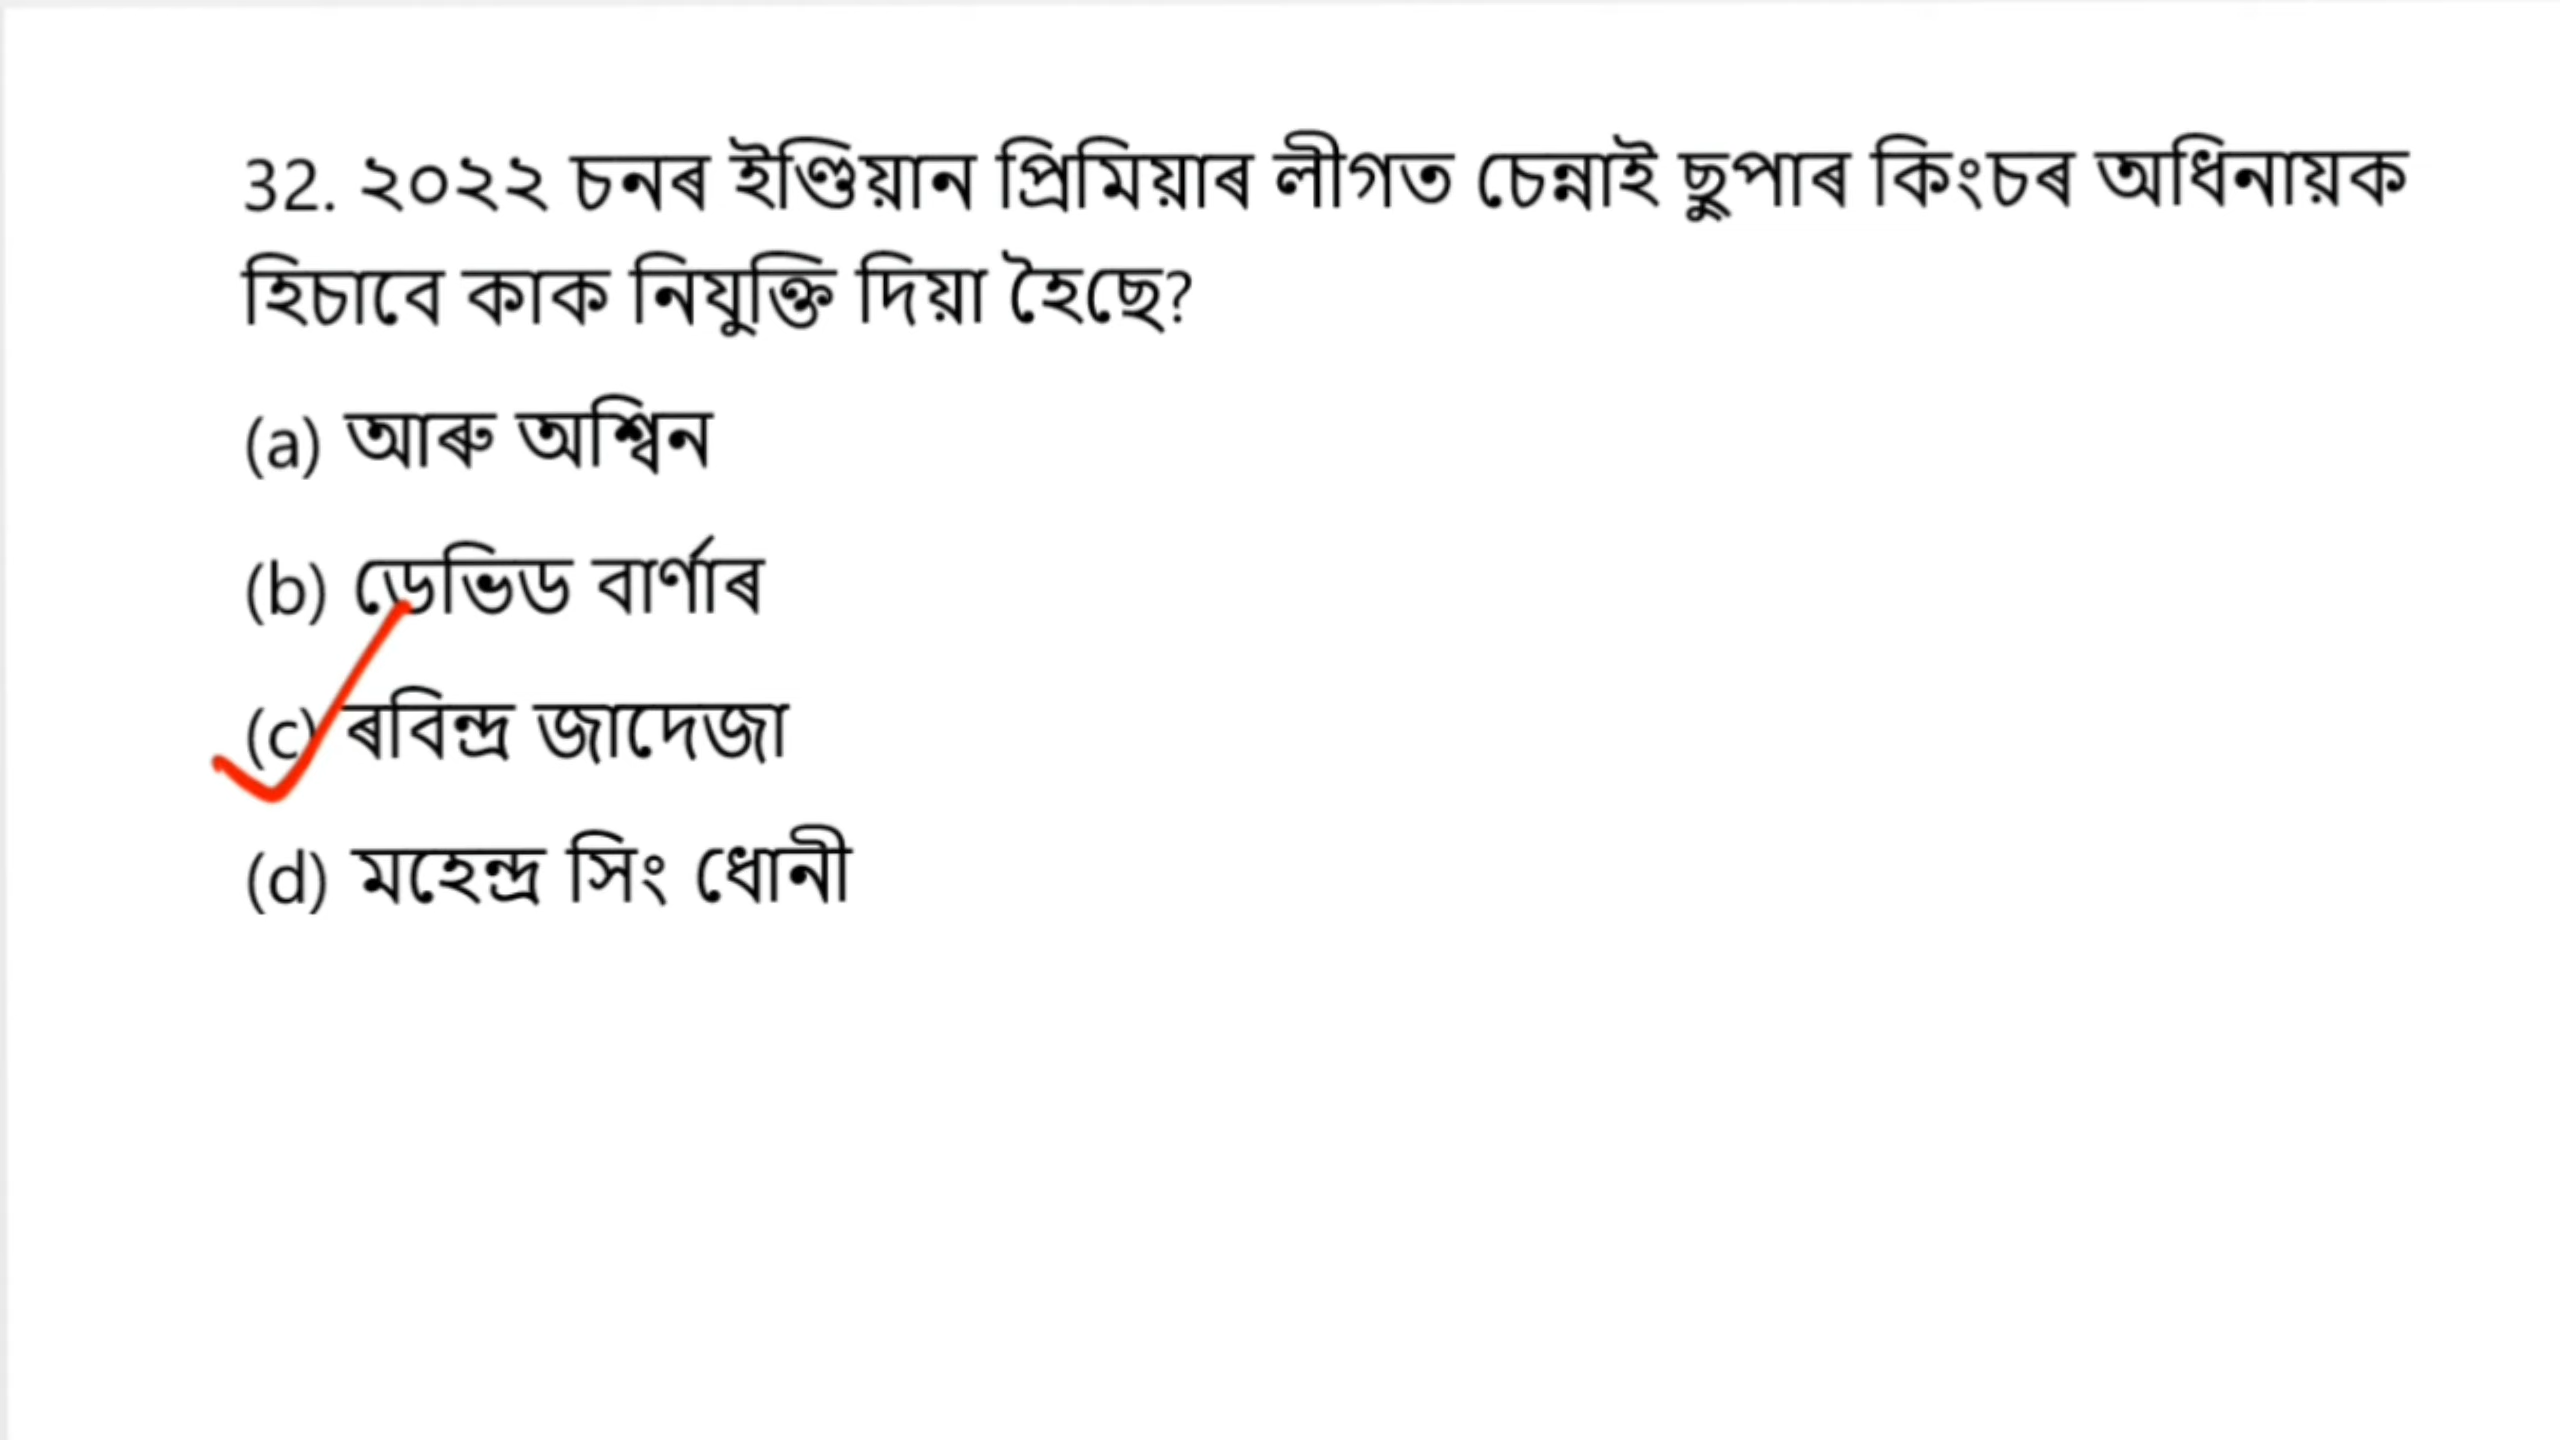 32. ২০২২ চনৰ ইণ্ডিয়ান প্ৰিমিয়াৰ লীগত চেন্নাই ছুপাৰ কিংচৰ অধিনায়ক
হিচাবে কাক নিযুক্তি দিয়া হৈছে?
(a) আৰু অশ্বিন
(b) ডেভিড বাৰ্ণাৰ
(c) ৰবিন্দ্ৰ জাদেজা
(d) মহেন্দ্ৰ সিং ধোনী